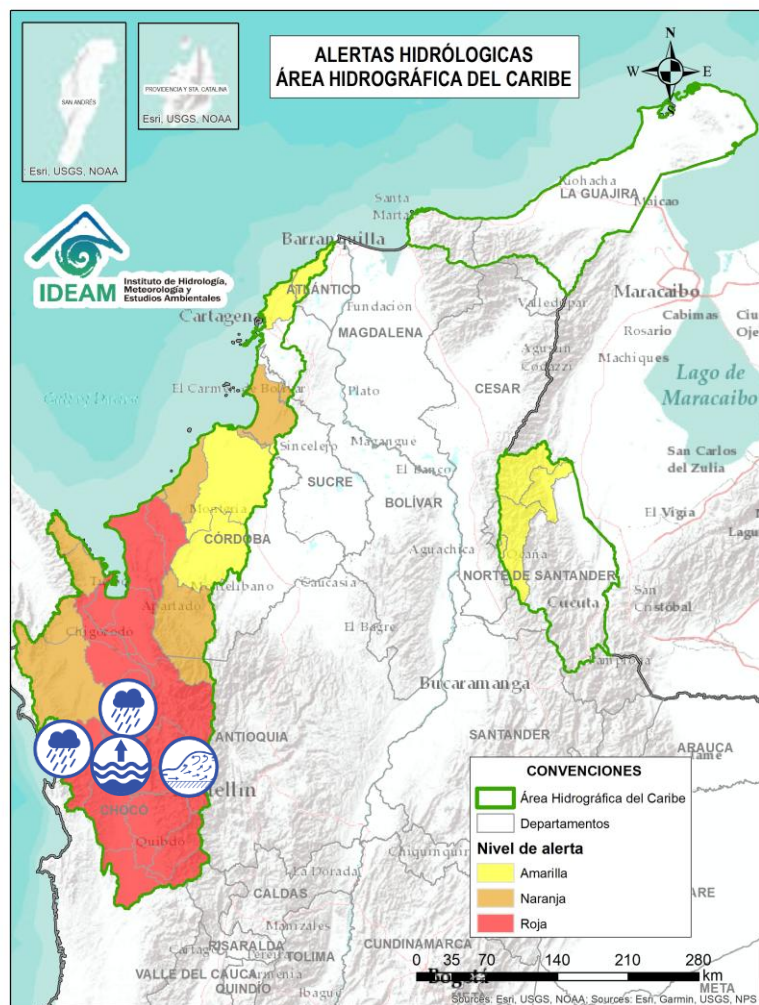 ALERTAS HIDRÓLOGICAS
ÁREA HIDROGRÁFICA DEL CARIBE
SAN ANDRÉS
Esri, USGS, NOAA
PROVIDENCIA Y STA. CATALINA
Esri, USGS, NOAA
N
W E
S
IDEAM
Instituto de Hidrología,
Meteorología y
Estudios Ambientales
Riohacha
LA GUAJIRA
Maicao
Santa
Marta
Barranquilla
ATLÁNTICO
Cartagena
Fundación
MAGDALENA
Valledupar
Maracaibo
Cabimas
Rosario
Machiques
Agustín
Codazzi
CESAR
Lago de
Maracaibo
El Carmen de Bolívar
Plato
Sincelejo
Magangué
SUCRE
El Banco
BOLÍVAR
San Carlos
del Zulia
El Vigía
Montería
CÓRDOBA
Aguachica
Ocaña
NORTE DE SANTANDER
Cúcuta
San
Cristóbal
Montelíbano
Caucasia
Apartadó
El Bagre
Chigorodó
Pamplona
Bucaramanga
ANTIOQUIA
SANTANDER
ARAUCA
CHOCÓ
Quibdó
La Dorada
CALDAS
Manizales
RISARALDA
Pereira
TOLIMA
VALLE DEL CAUCA
Armenia
QUINDÍO
Ibagué
CUNDINAMARCA
Bogotá
META
CONVENCIONES
Área Hidrográfica del Caribe
Departamentos
Nivel de alerta
Amarilla
Naranja
Roja
0 35 70 140 210 280
km
Sources: Esri, USGS, NOAA; Sources: Esri, Garmin, USGS, NPS